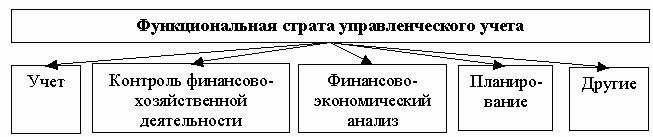 Функциональная страта управленческого учета
Учет
Контроль финансово-
хозяйственной
деятельности
Финансово-
экономический
анализ
Планиро-
вание
Другие